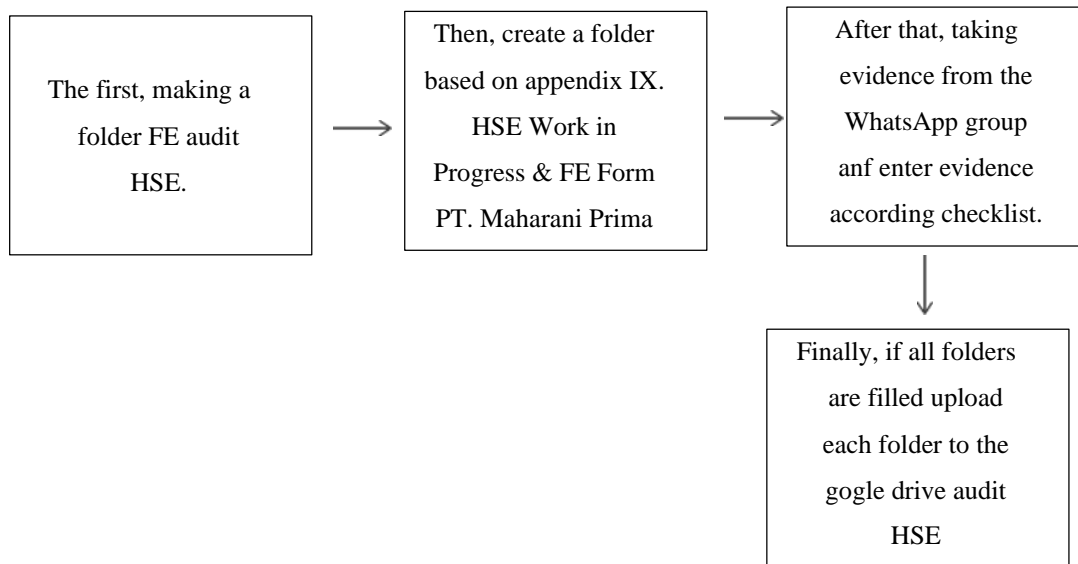 The first, making a
folder FE audit
HSE.
Then, create a folder
based on appendix IX.
HSE Work in
Progress & FE Form
PT. Maharani Prima
After that, taking
evidence from the
WhatsApp group
anf enter evidence
according checklist.
Finally, if all folders
are filled upload
each folder to the
gogle drive audit
HSE